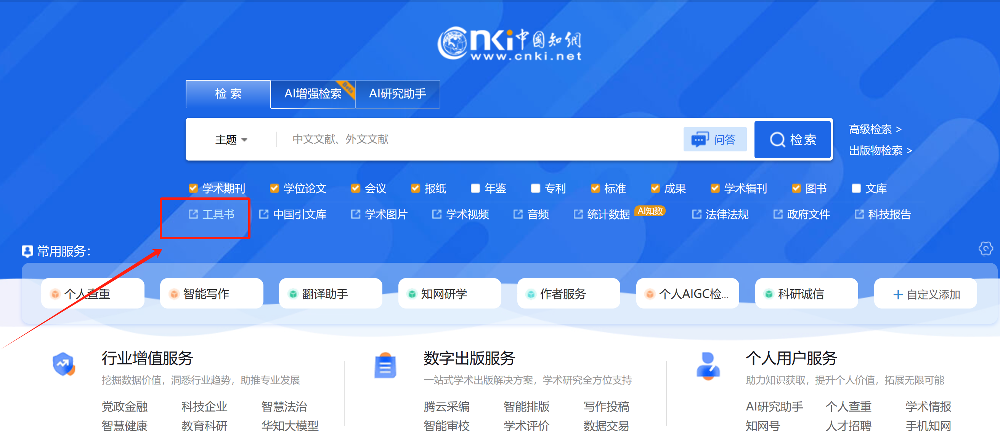 cnki中國知網
www.cnki.net
检 索 AI增强检索 Beta AI研究助手
主题 中文文献、外文文献 问答 检索
高级检索 >
出版物检索 >
学术期刊 学位论文 会议 报纸 年鉴 专利 标准 成果 学术辑刊 图书 文库
工具书 中国引文库 学术图片 学术视频 音频 统计数据 AI知数 法律法规 政府文件 科技报告
常用服务：
个人查重 智能写作 翻译助手 知网研学 作者服务 个人AIGC检... 科研诚信 自定义添加
行业增值服务
挖掘数据价值，洞悉行业趋势，助推专业发展
党政金融 科技企业 智慧法治
智慧健康 教育科研 华知大模型
数字出版服务
一站式学术出版解决方案，学术研究全方位支持
腾云采编 智能排版 写作投稿
智能审校 学术评价 数据交易
个人用户服务
助力知识获取，提升个人价值，拓展无限可能
AI研究助手 个人查重 学术情报
知网号 人才招聘 手机知网